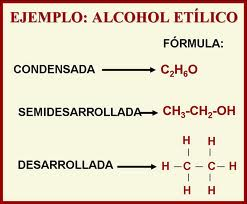 EJEMPLO: ALCOHOL ETÍLICO
FÓRMULA:
CONDENSADA C₂H₆O
SEMIDESARROLLADA CH₃-CH₂-OH
H H
DESARROLLADA H - C - C - H
H H